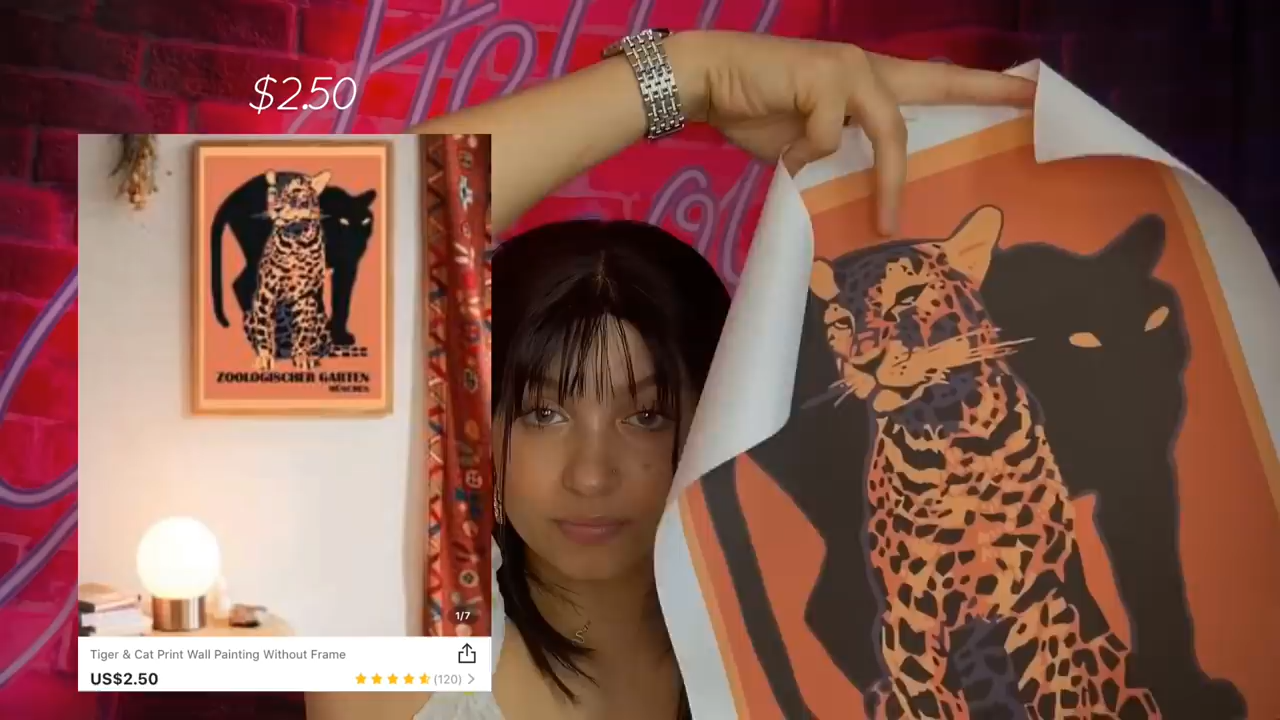 $2.50
ZOOLOGISCHER GARTEN
MÜNCHEN
1/7
Tiger & Cat Print Wall Painting Without Frame
US$2.50
(120)